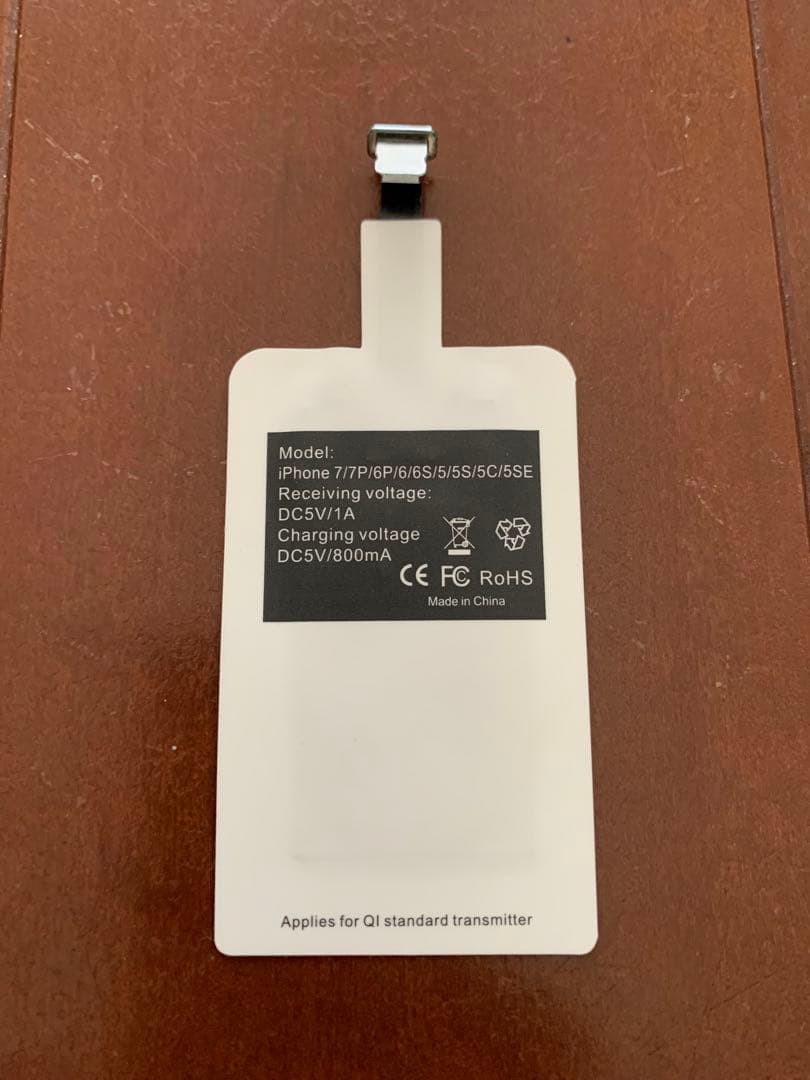 Model:
iPhone 7/7P/6P/6/6S/5/5S/5C/5SE
Receiving voltage:
DC5V/1A
Charging voltage
DC5V/800mA
CE FC RoHS
Made in China
Applies for QI standard transmitter